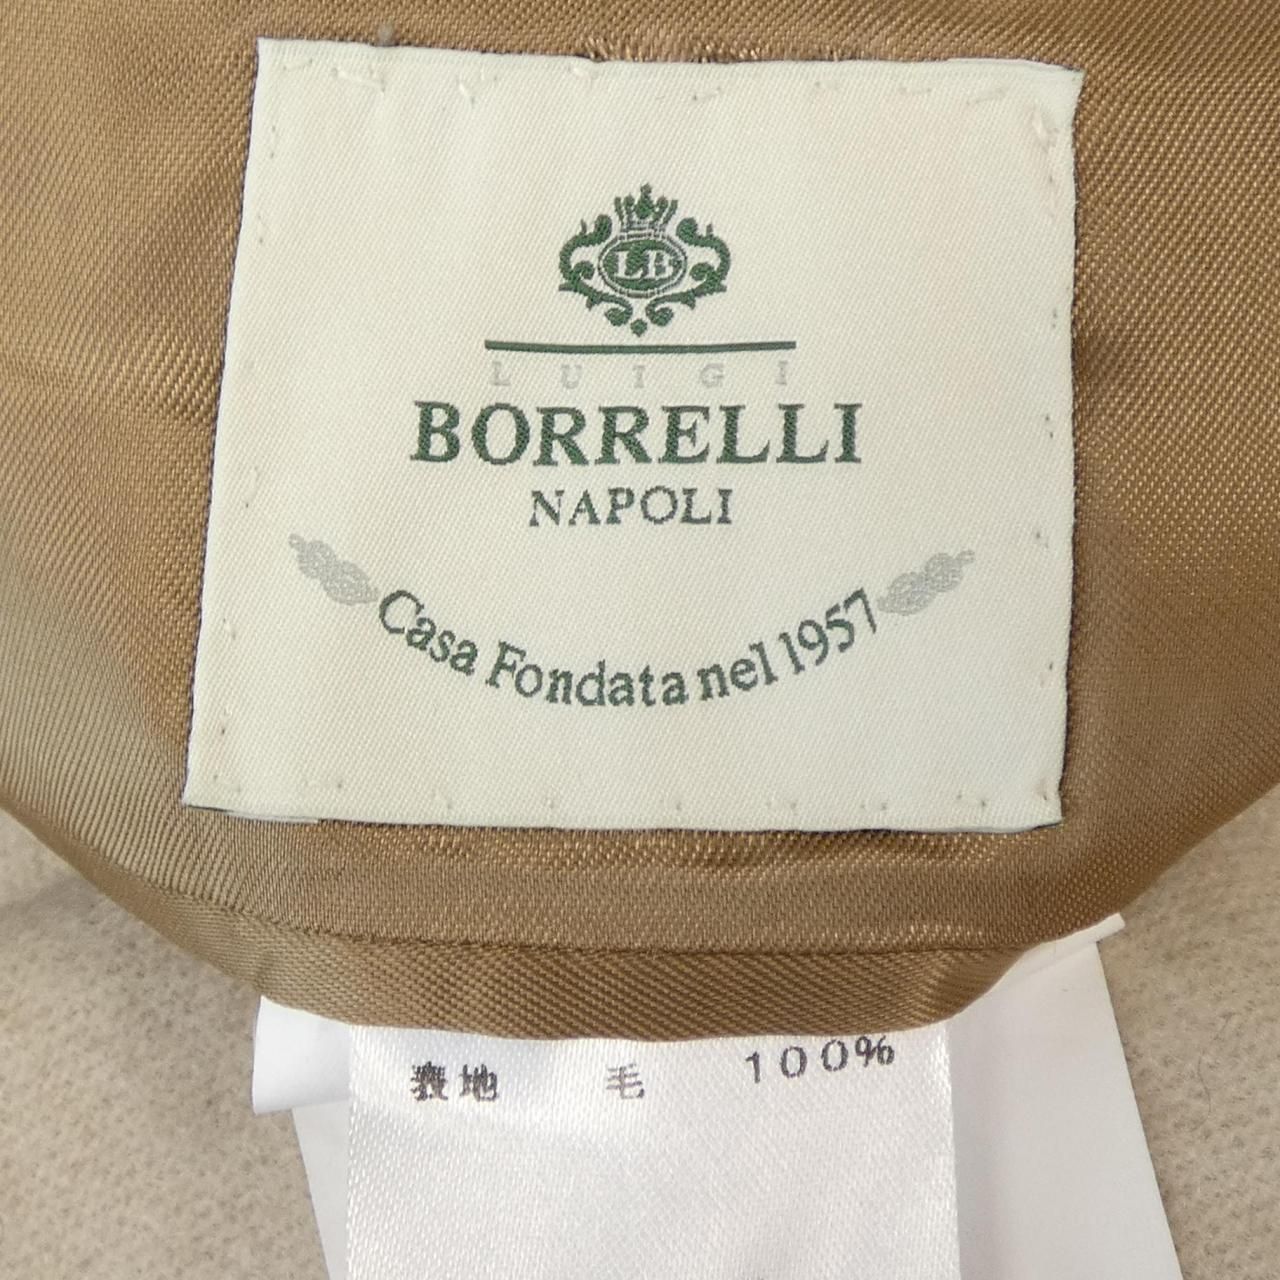 LB
LUIGI
BORRELLI
NAPOLI
Casa Fondata nel 1957
表地 毛 100%